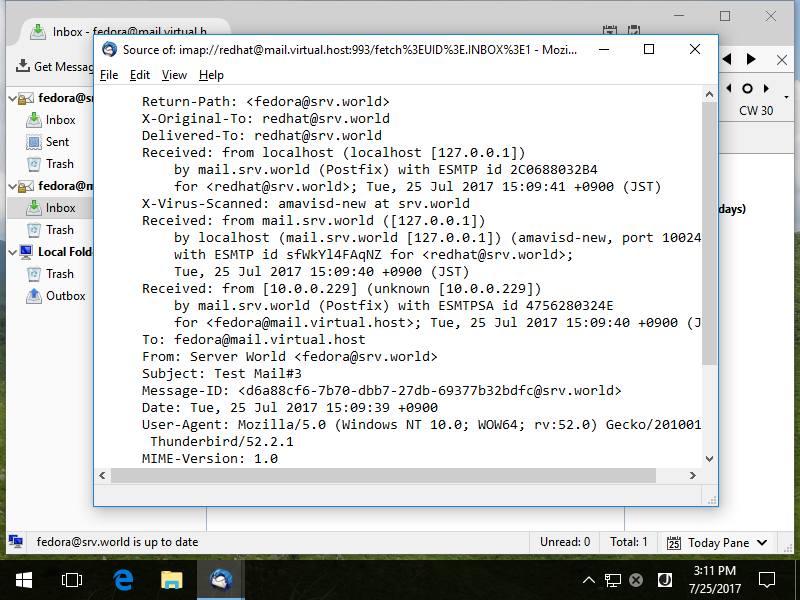 Inbox - fedora@mail.virtual.h
Source of: imap://redhat@mail.virtual.host:993/fetch%3EUID%3E.INBOX%3E1 - Moz...
File Edit View Help
Get Messag
fedora@s
Inbox
Sent
Trash
fedora@m
Inbox
Trash
Local Fold
Trash
Outbox
Return-Path: <fedora@srv.world>
X-Original-To: redhat@srv.world
Delivered-To: redhat@srv.world
Received: from localhost (localhost [127.0.0.1])
by mail.srv.world (Postfix) with ESMTP id 2C0688032B4
for <redhat@srv.world>; Tue, 25 Jul 2017 15:09:41 +0900 (JST)
X-Virus-Scanned: amavisd-new at srv.world
Received: from mail.srv.world ([127.0.0.1])
by localhost (mail.srv.world [127.0.0.1]) (amavisd-new, port 10024
with ESMTP id sfWkYl4FAqNZ for <redhat@srv.world>;
Tue, 25 Jul 2017 15:09:40 +0900 (JST)
Received: from [10.0.0.229] (unknown [10.0.0.229])
by mail.srv.world (Postfix) with ESMTPSA id 4756280324E
for <fedora@mail.virtual.host>; Tue, 25 Jul 2017 15:09:40 +0900 (J
To: fedora@mail.virtual.host
From: Server World <fedora@srv.world>
Subject: Test Mail#3
Message-ID: <d6a88cf6-7b70-dbb7-27db-69377b32bdfc@srv.world>
Date: Tue, 25 Jul 2017 15:09:39 +0900
User-Agent: Mozilla/5.0 (Windows NT 10.0; WOW64; rv:52.0) Gecko/201001
Thunderbird/52.2.1
MIME-Version: 1.0
CW 30
days)
fedora@srv.world is up to date
Unread: 0
Total: 1
25
Today Pane
3:11 PM
7/25/2017